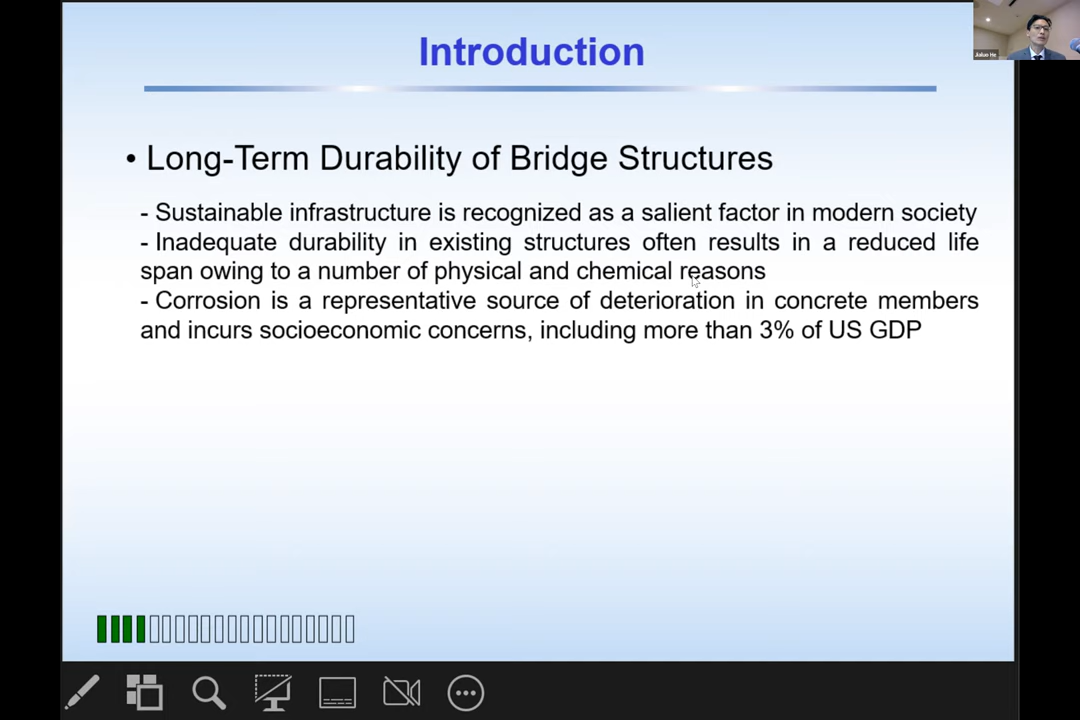 Introduction
• Long-Term Durability of Bridge Structures
- Sustainable infrastructure is recognized as a salient factor in modern society
- Inadequate durability in existing structures often results in a reduced life
span owing to a number of physical and chemical reasons
- Corrosion is a representative source of deterioration in concrete members
and incurs socioeconomic concerns, including more than 3% of US GDP
Jialuo He